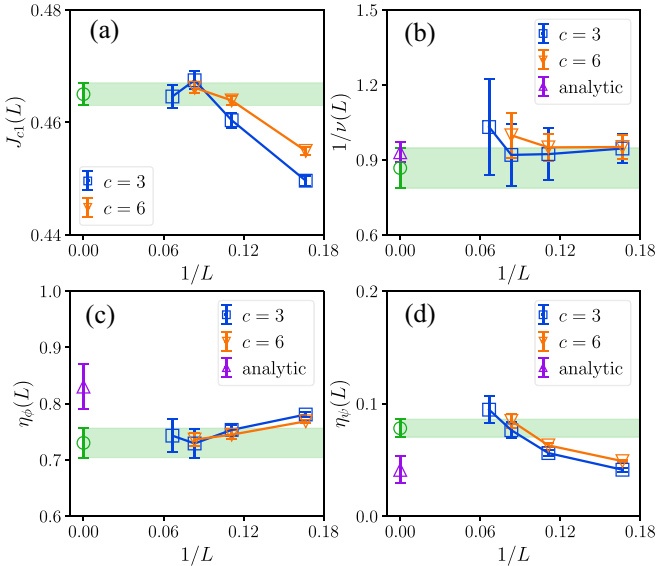 (a)
0.48
0.46
0.44
J_{c1}(L)
c = 3
c = 6
0.00 0.06 0.12 0.18
1/L
(b)
1.5
1.2
0.9
0.6
1/ν(L)
c = 3
c = 6
analytic
0.00 0.06 0.12 0.18
1/L
(c)
1.0
0.9
0.8
0.7
0.6
η_ϕ(L)
c = 3
c = 6
analytic
0.00 0.06 0.12 0.18
1/L
(d)
0.2
0.1
0.0
η_ψ(L)
c = 3
c = 6
analytic
0.00 0.06 0.12 0.18
1/L